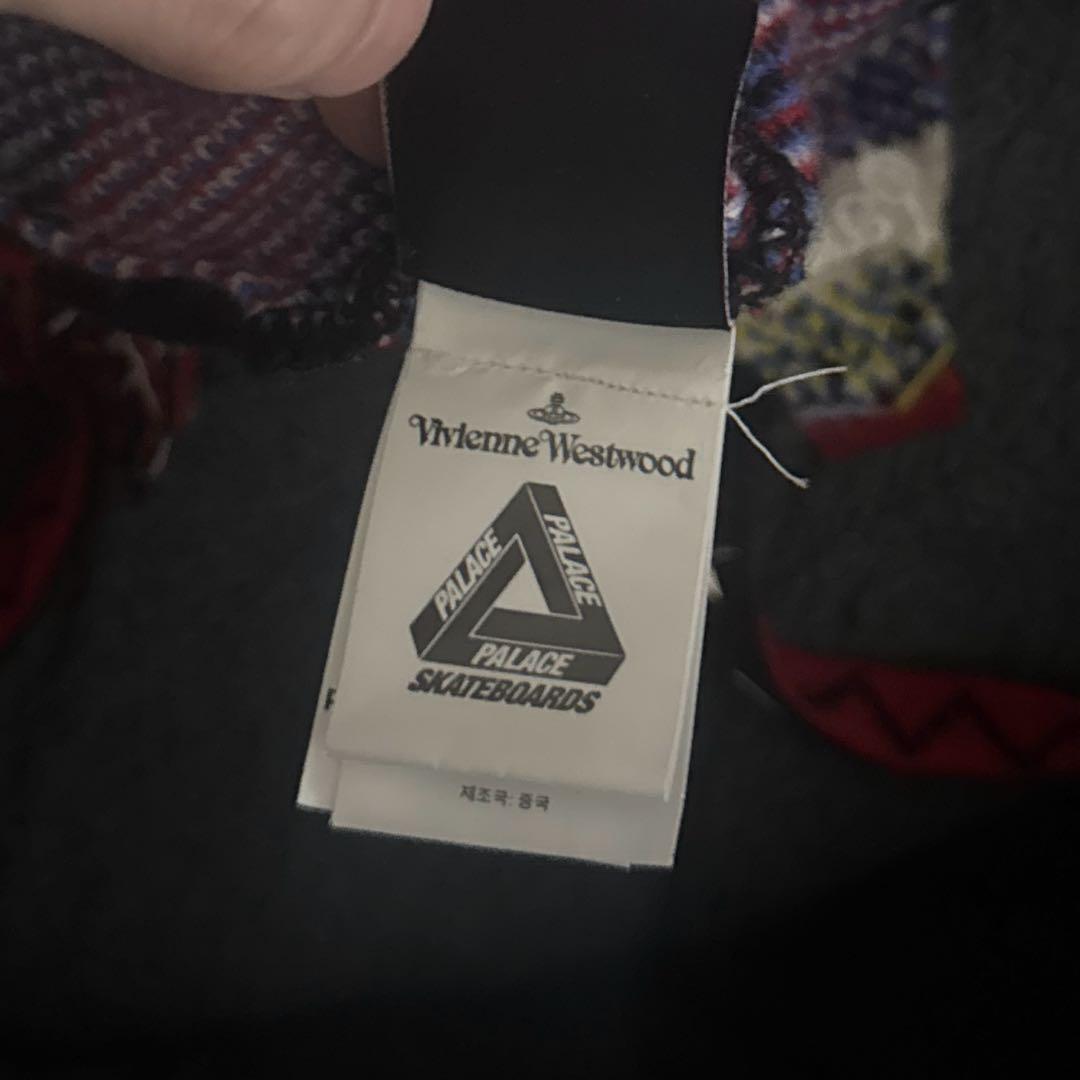 Vivienne Westwood
PALACE
PALACE
PALACE
SKATEBOARDS
제조국: 중국